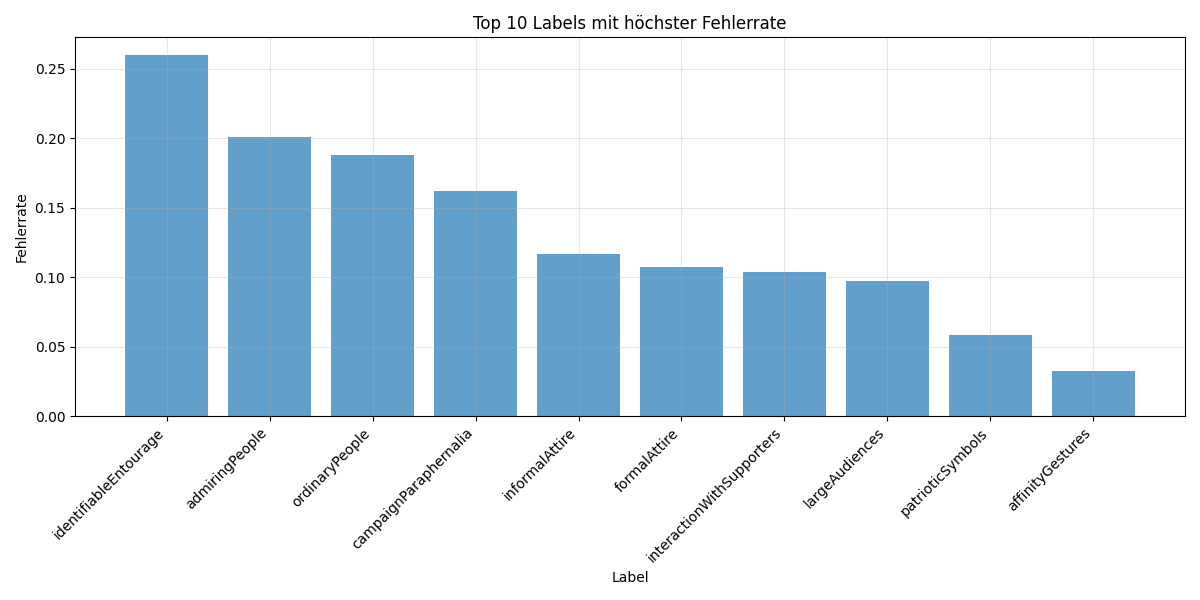 Top 10 Labels mit höchster Fehlerrate
Fehlerrate
0.25
0.20
0.15
0.10
0.05
0.00
identifiableEntourage
admiringPeople
ordinaryPeople
campaignParaphernalia
informalAttire
formalAttire
interactionWithSupporters
largeAudiences
patrioticSymbols
affinityGestures
Label